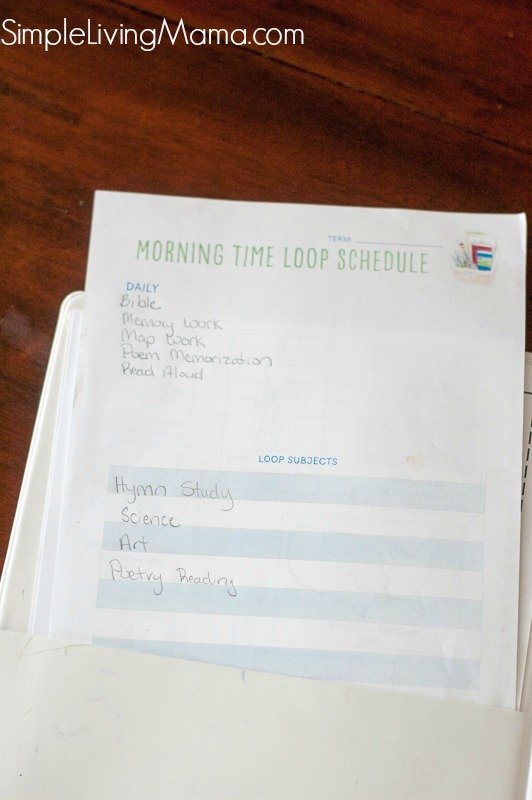 SimpleLivingMama.com
TERM:
MORNING TIME LOOP SCHEDULE
DAILY
Bible
Memory Work
Map Work
Poem Memorization
Read Aloud
LOOP SUBJECTS
Hymn Study
Science
Art
Poetry Reading